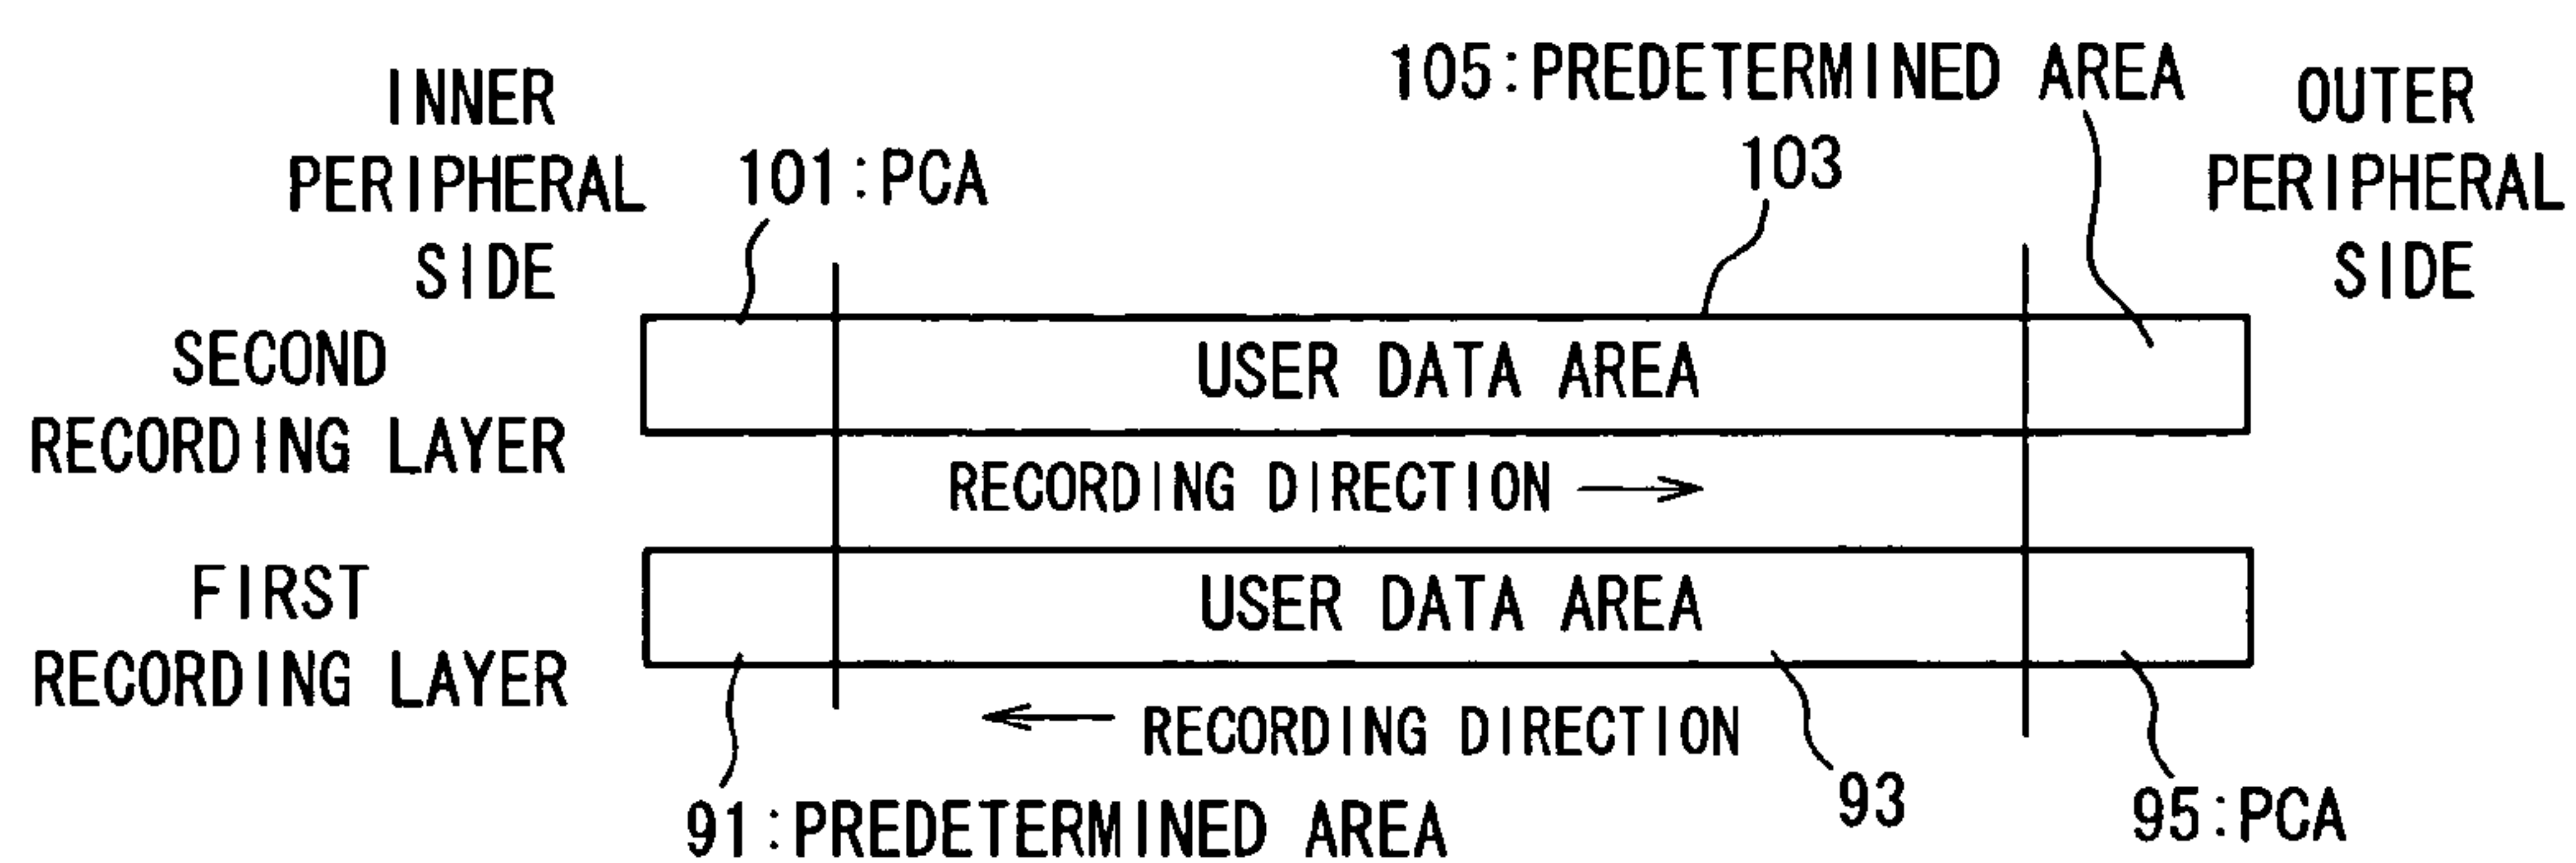 INNER
PERIPHERAL
SIDE
101:PCA
105:PREDETERMINED AREA
103
OUTER
PERIPHERAL
SIDE
SECOND
RECORDING LAYER
USER DATA AREA
RECORDING DIRECTION →
FIRST
RECORDING LAYER
USER DATA AREA
← RECORDING DIRECTION
91:PREDETERMINED AREA
93
95:PCA